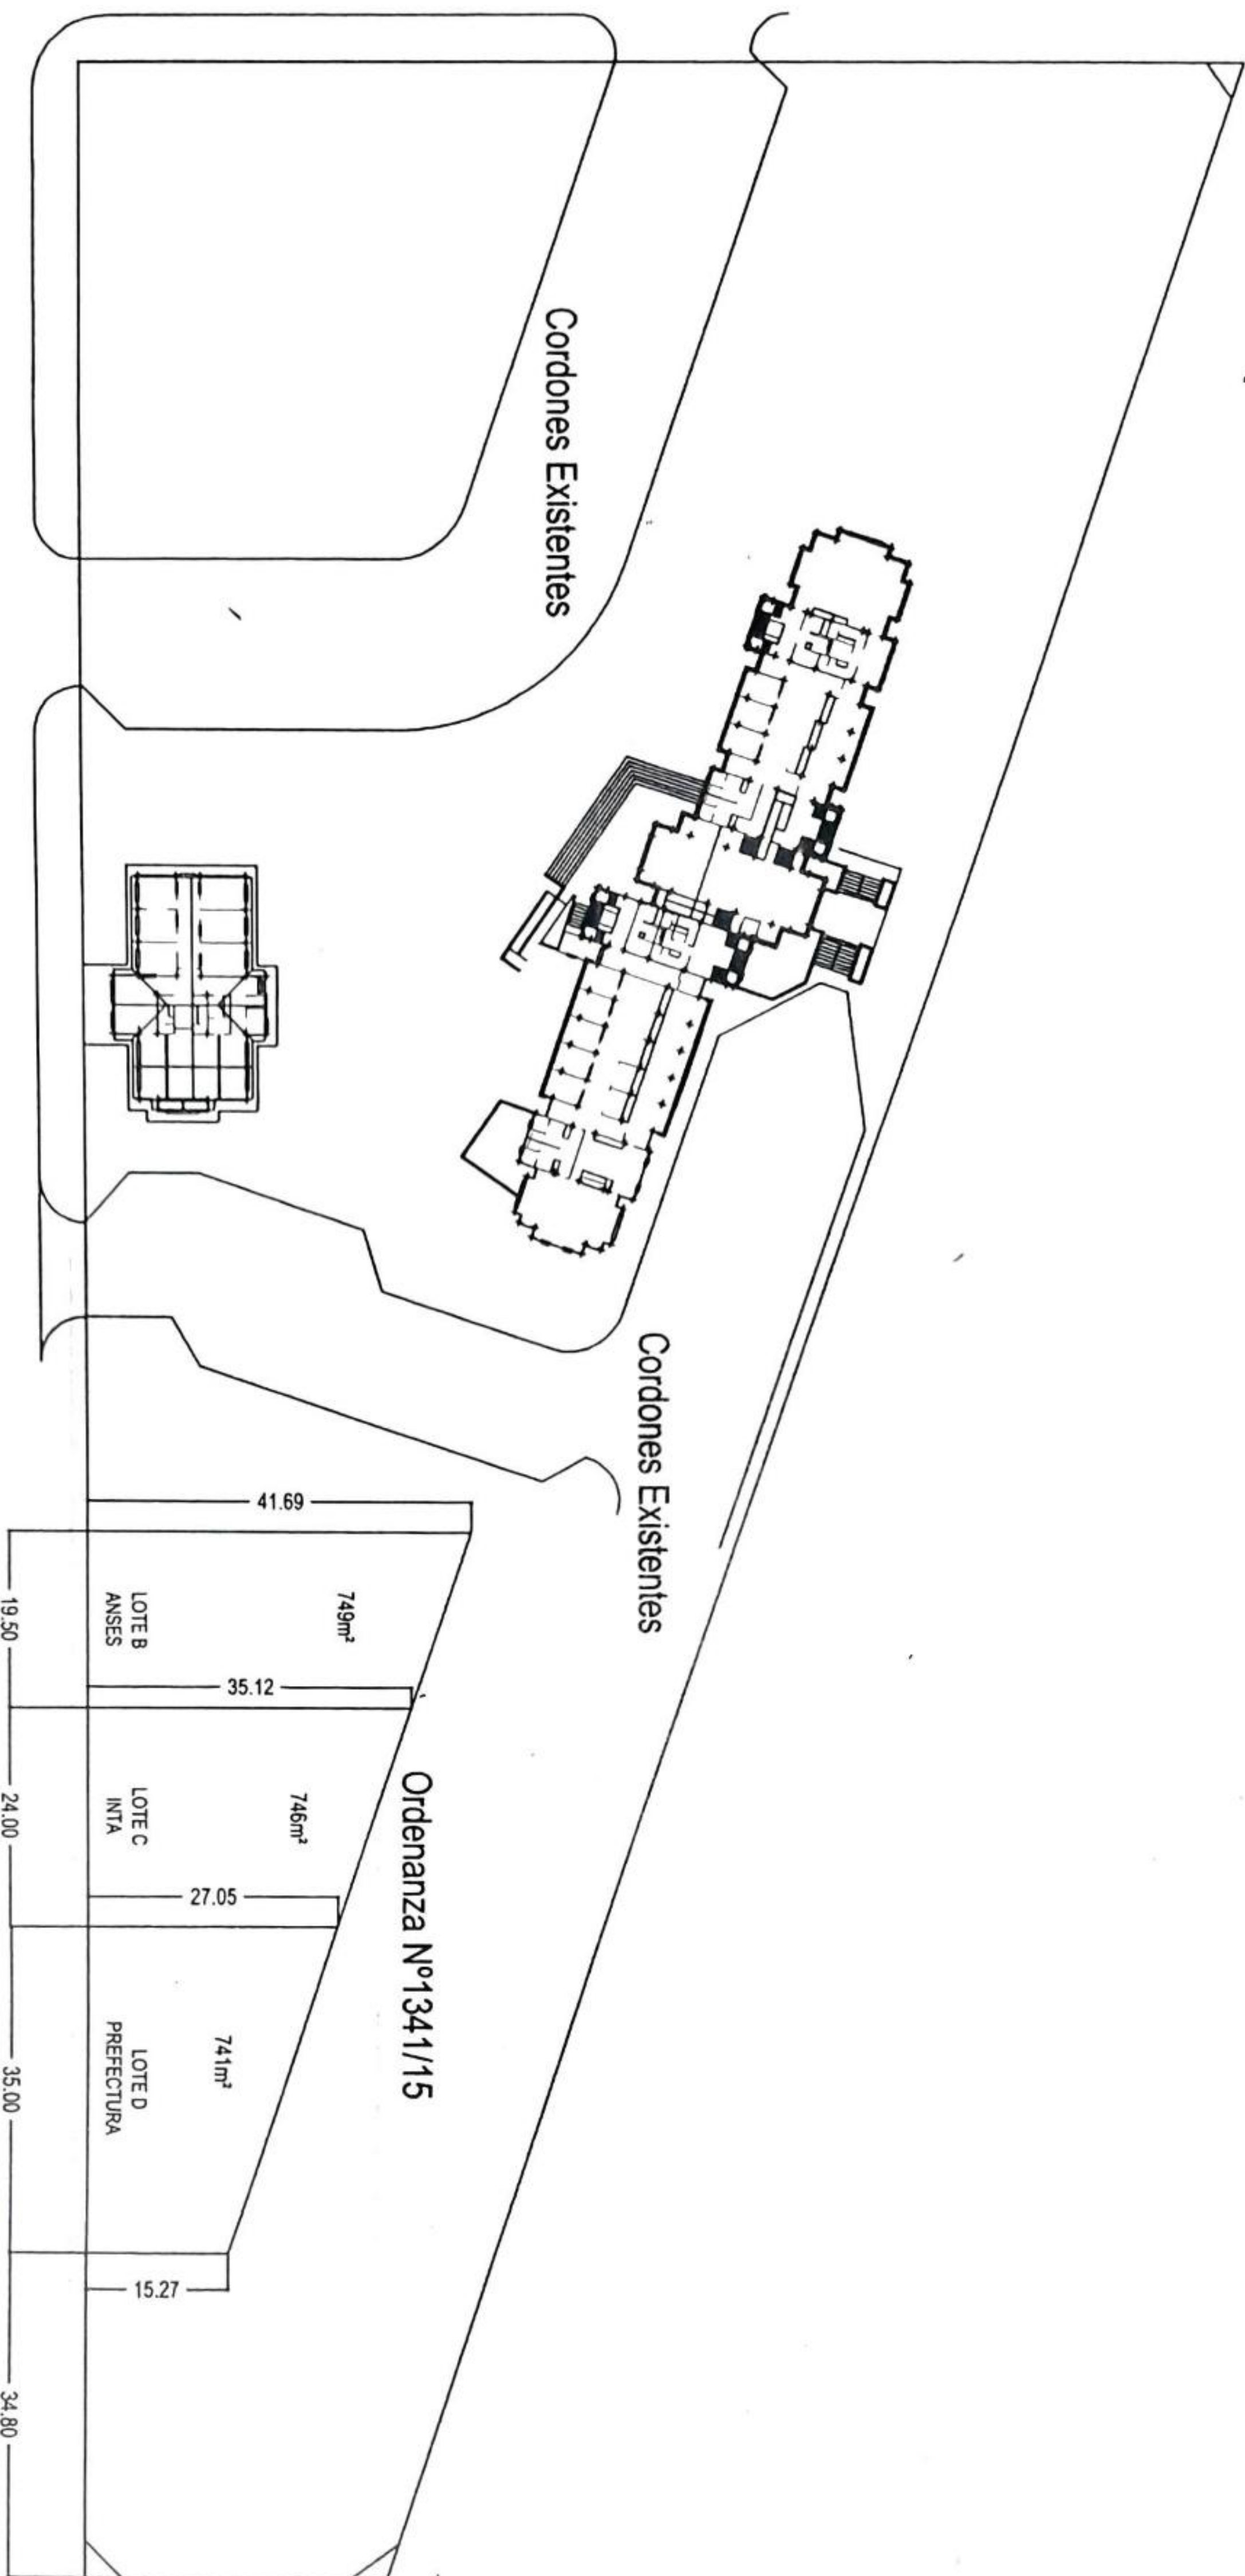 Cordones Existentes
Cordones Existentes
Ordenanza Nº1341/15
41.69
749m²
LOTE B
ANSES
19.50
35.12
746m²
LOTE C
INTA
24.00
27.05
741m²
LOTE D
PREFECTURA
35.00
15.27
34.80